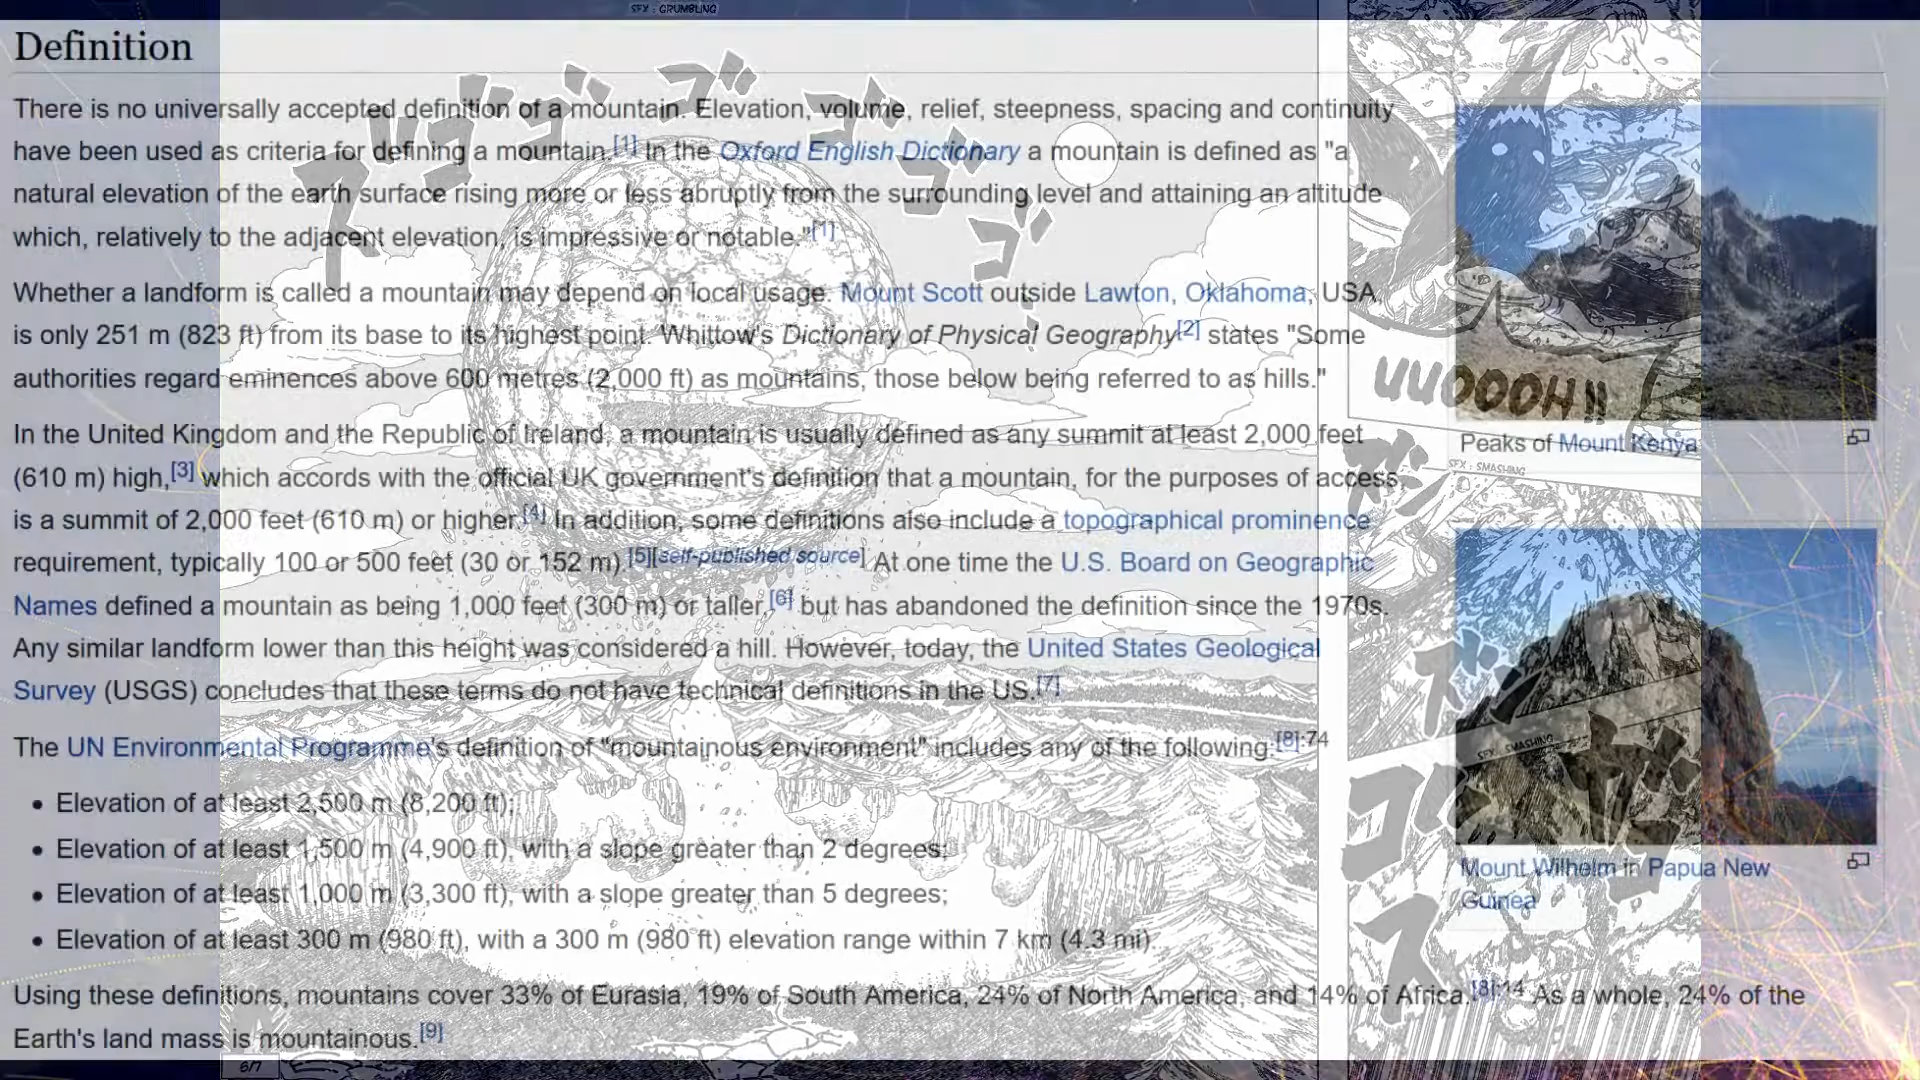 SFX : GRUMBLING
Definition
There is no universally accepted definition of a mountain. Elevation, volume, relief, steepness, spacing and continuity
have been used as criteria for defining a mountain.[1] In the Oxford English Dictionary a mountain is defined as "a
natural elevation of the earth surface rising more or less abruptly from the surrounding level and attaining an altitude
which, relatively to the adjacent elevation, is impressive or notable."[1]
Whether a landform is called a mountain may depend on local usage. Mount Scott outside Lawton, Oklahoma, USA,
is only 251 m (823 ft) from its base to its highest point. Whittow's Dictionary of Physical Geography[2] states "Some
authorities regard eminences above 600 metres (2,000 ft) as mountains, those below being referred to as hills."
In the United Kingdom and the Republic of Ireland, a mountain is usually defined as any summit at least 2,000 feet
(610 m) high,[3] which accords with the official UK government's definition that a mountain, for the purposes of access,
is a summit of 2,000 feet (610 m) or higher.[4] In addition, some definitions also include a topographical prominence
requirement, typically 100 or 500 feet (30 or 152 m).[5][self-published source] At one time the U.S. Board on Geographic
Names defined a mountain as being 1,000 feet (300 m) or taller,[6] but has abandoned the definition since the 1970s.
Any similar landform lower than this height was considered a hill. However, today, the United States Geological
Survey (USGS) concludes that these terms do not have technical definitions in the US.[7]
The UN Environmental Programme's definition of "mountainous environment" includes any of the following:[8]:74
• Elevation of at least 2,500 m (8,200 ft);
• Elevation of at least 1,500 m (4,900 ft), with a slope greater than 2 degrees;
• Elevation of at least 1,000 m (3,300 ft), with a slope greater than 5 degrees;
• Elevation of at least 300 m (980 ft), with a 300 m (980 ft) elevation range within 7 km (4.3 mi).
Using these definitions, mountains cover 33% of Eurasia, 19% of South America, 24% of North America, and 14% of Africa.[8]:14 As a whole, 24% of the
Earth's land mass is mountainous.[9]
ズゴゴゴゴゴゴゴ
UUOOOH!!
Peaks of Mount Kenya
SFX : SMASHING
SFX : SMASHING
Mount Wilhelm in Papua New
Guinea
6/7